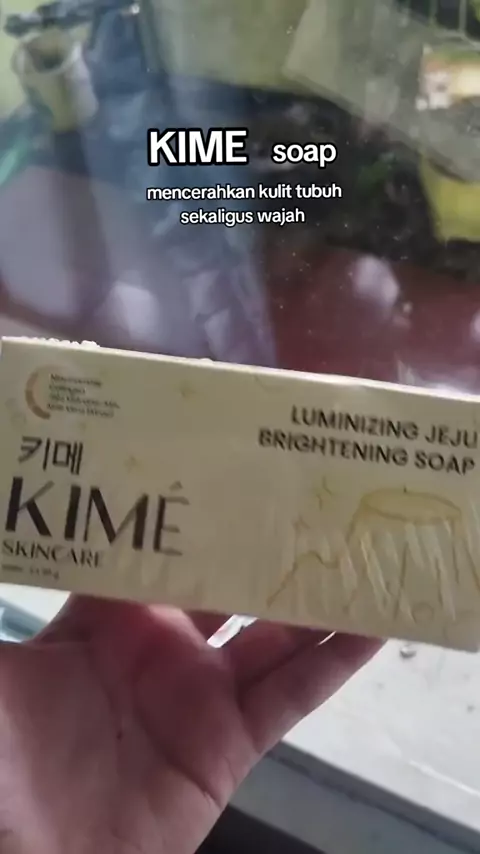 KIME soap
mencerahkan kulit tubuh
sekaligus wajah
LUMINIZING JEJU
BRIGHTENING SOAP
키메
KIMÉ
SKINCARE